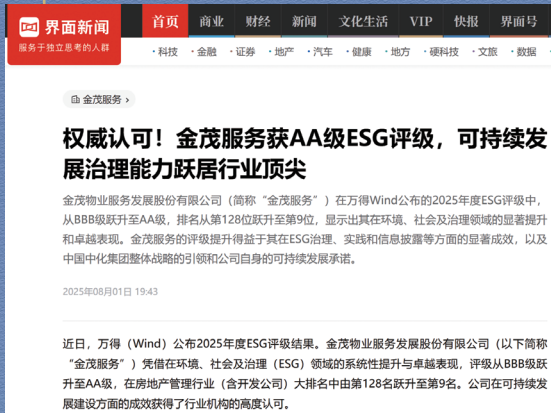 界面新闻
服务于独立思考的人群
首页 商业 财经 新闻 文化生活 VIP 快报 界面号
·科技 ·金融 ·证券 ·地产 ·汽车 ·健康 ·地方 ·硬科技 ·文旅 ·数据
金茂服务 >
权威认可！金茂服务获AA级ESG评级，可持续发
展治理能力跃居行业顶尖
金茂物业服务发展股份有限公司（简称“金茂服务”）在万得Wind公布的2025年度ESG评级中，
从BBB级跃升至AA级，排名从第128位跃升至第9位，显示出其在环境、社会及治理领域的显著提升
和卓越表现。金茂服务的评级提升得益于其在ESG治理、实践和信息披露等方面的显著成效，以及
中国中化集团整体战略的引领和公司自身的可持续发展承诺。
2025年08月01日 19:43
近日，万得（Wind）公布2025年度ESG评级结果。金茂物业服务发展股份有限公司（以下简称
“金茂服务”）凭借在环境、社会及治理（ESG）领域的系统性提升与卓越表现，评级从BBB级跃
升至AA级，在房地产管理行业（含开发公司）大排名中由第128名跃升至第9名。公司在可持续发
展建设方面的成效获得了行业机构的高度认可。